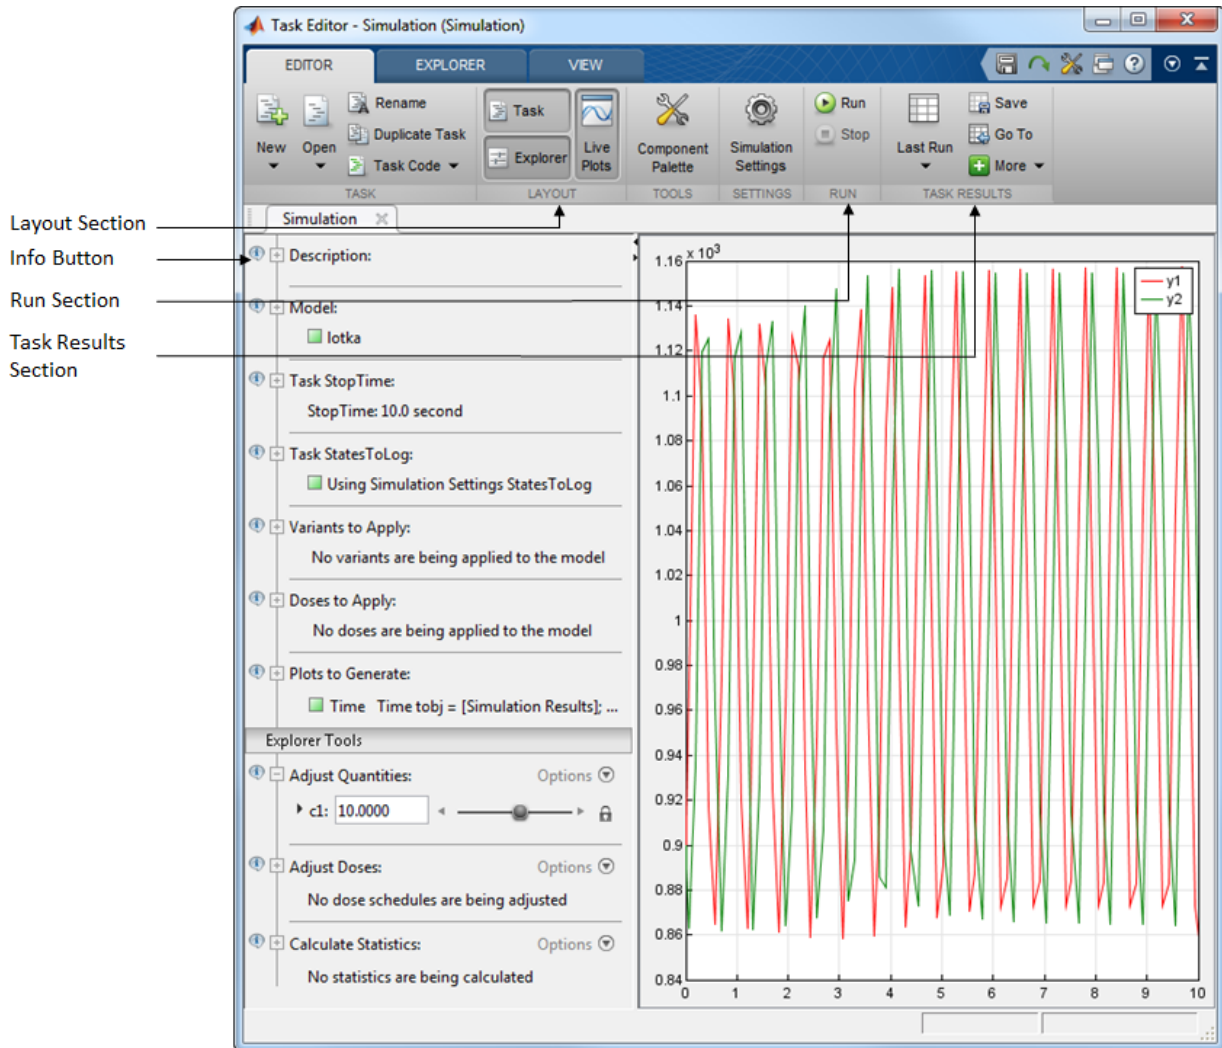 Task Editor - Simulation (Simulation)
EDITOR EXPLORER VIEW
New
Open
Rename
Duplicate Task
Task Code
TASK
Task
Explorer
Live
Plots
LAYOUT
Component
Palette
TOOLS
Simulation
Settings
SETTINGS
Run
Stop
RUN
Last Run
Save
Go To
More
TASK RESULTS
Layout Section
Info Button
Run Section
Task Results
Section
Simulation
Description:
Model:
lotka
Task StopTime:
StopTime: 10.0 second
Task StatesToLog:
Using Simulation Settings StatesToLog
Variants to Apply:
No variants are being applied to the model
Doses to Apply:
No doses are being applied to the model
Plots to Generate:
Time Time tobj = [Simulation Results]; ...
Explorer Tools
Adjust Quantities: Options
c1: 10.0000
Adjust Doses: Options
No dose schedules are being adjusted
Calculate Statistics: Options
No statistics are being calculated
x 10³
1.16
1.14
1.12
1.1
1.08
1.06
1.04
1.02
1
0.98
0.96
0.94
0.92
0.9
0.88
0.86
0.84
0 1 2 3 4 5 6 7 8 9 10
y1
y2